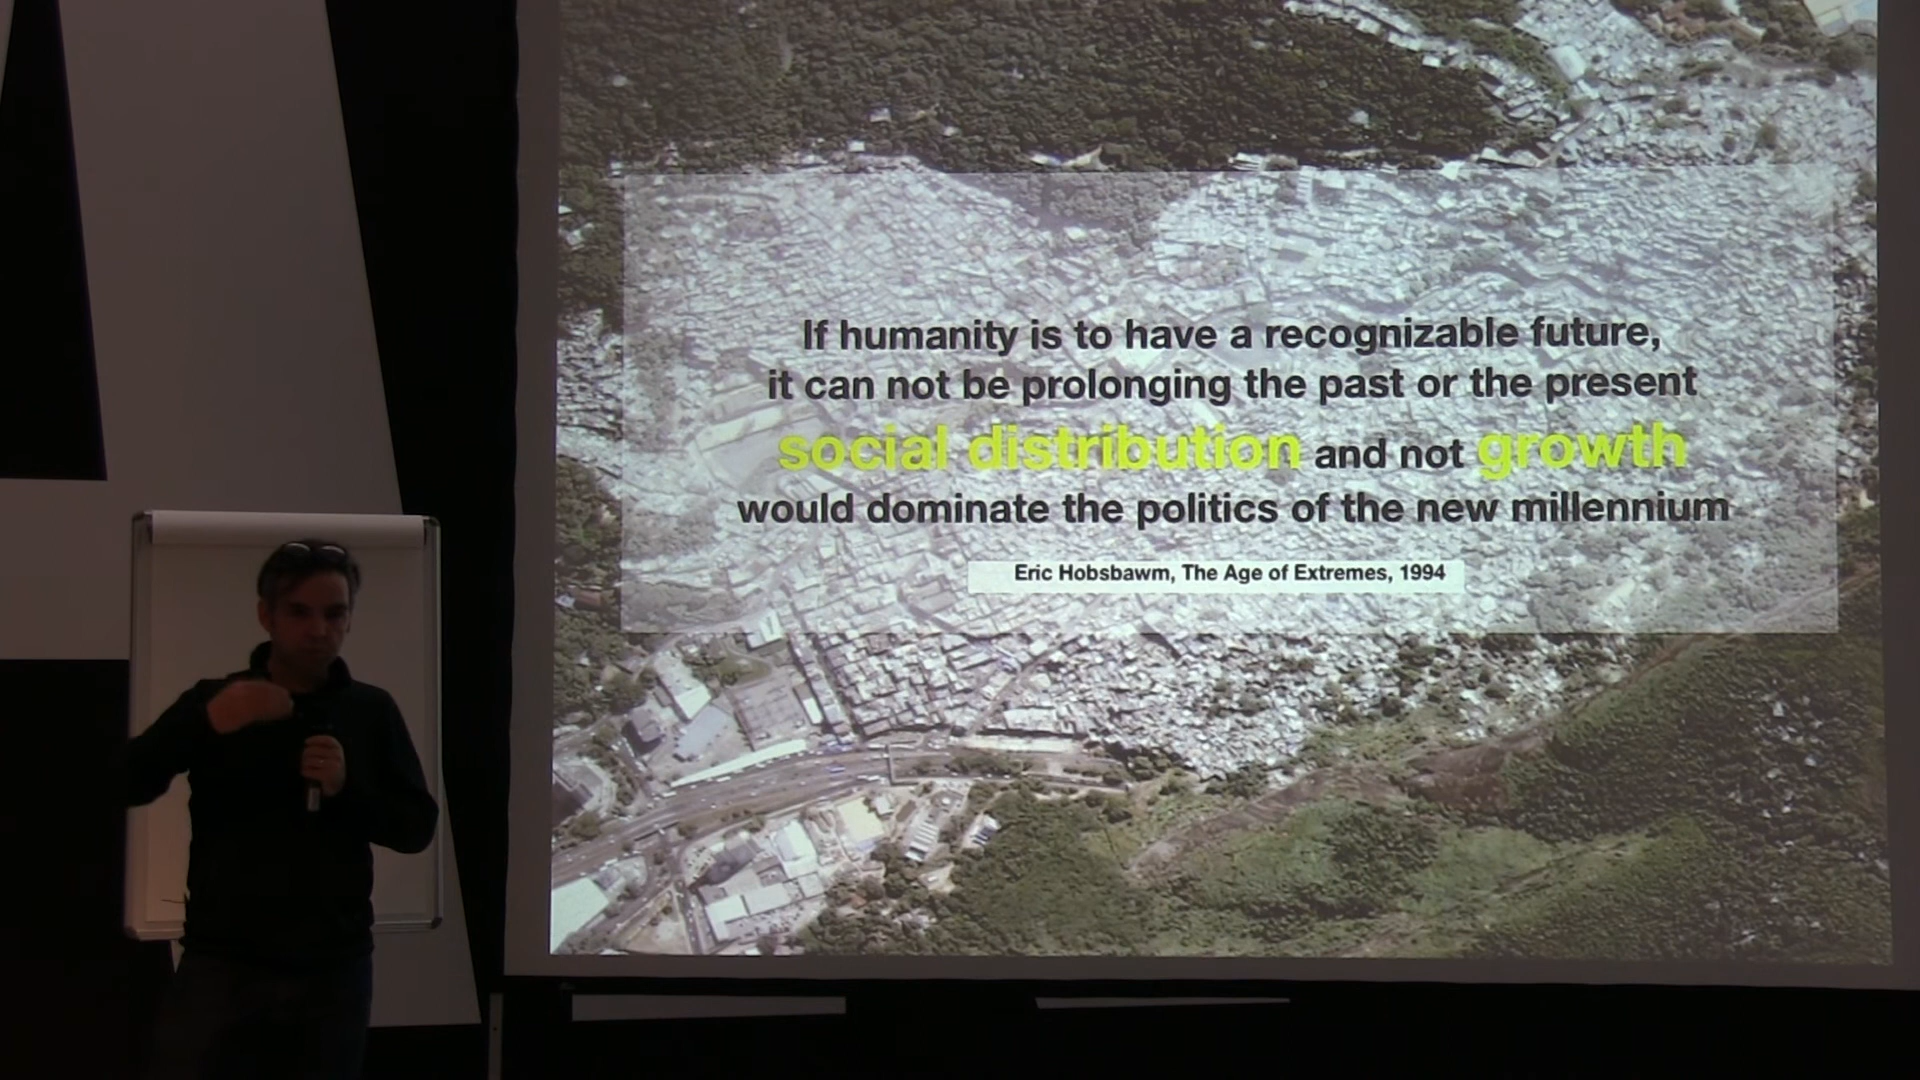 If humanity is to have a recognizable future,
it can not be prolonging the past or the present
social distribution and not growth
would dominate the politics of the new millennium
Eric Hobsbawm, The Age of Extremes, 1994